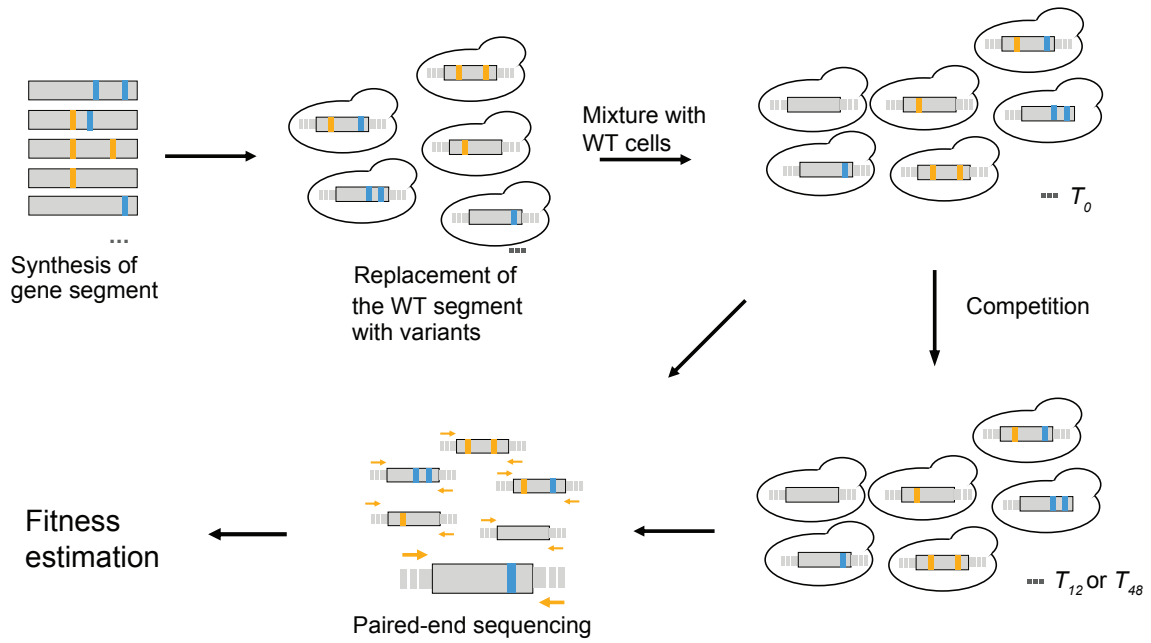 ...
Synthesis of
gene segment
Replacement of
the WT segment
with variants
Mixture with
WT cells
T0
Competition
T12 or T48
Paired-end sequencing
Fitness
estimation